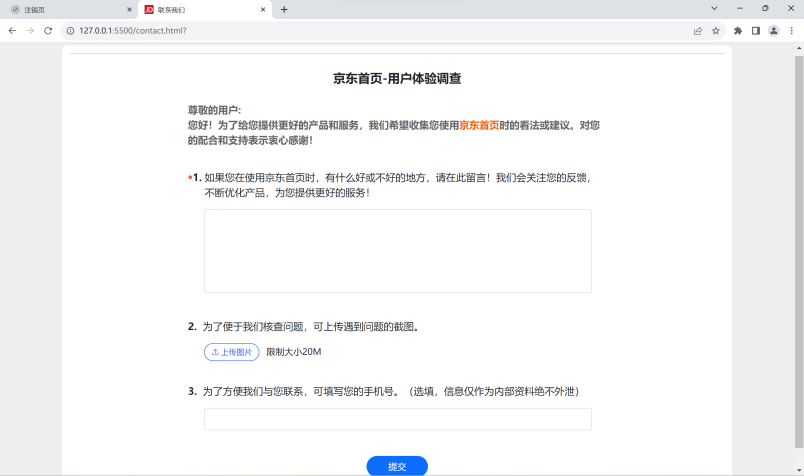 注销页
JD 联系我们
127.0.0.1:5500/contact.html?
京东首页-用户体验调查
尊敬的用户:
您好！为了给您提供更好的产品和服务，我们希望收集您使用京东首页时的看法或建议。对您
的配合和支持表示衷心感谢！
*1. 如果您在使用京东首页时，有什么好或不好的地方，请在此留言！我们会关注您的反馈，
不断优化产品，为您提供更好的服务！
2. 为了便于我们核查问题，可上传遇到问题的截图。
上传图片 限制大小20M
3. 为了方便我们与您联系，可填写您的手机号。（选填，信息仅作为内部资料绝不外泄）
提交